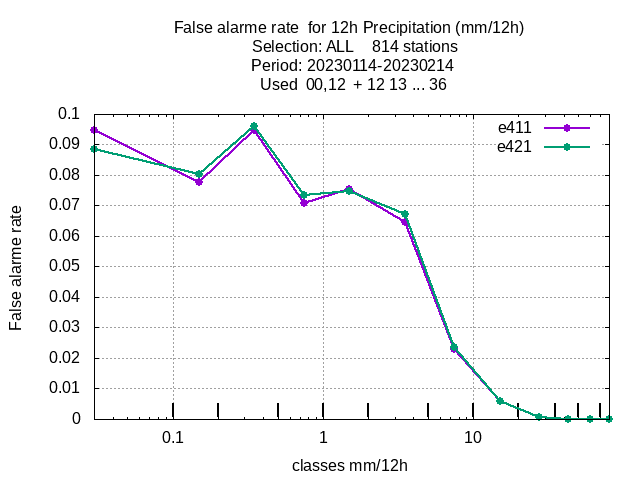 False alarme rate  for 12h Precipitation (mm/12h)
Selection: ALL    814 stations
Period: 20230114-20230214
Used  00,12  + 12 13 ... 36
e411
e421
0.1
0.09
0.08
0.07
0.06
0.05
0.04
0.03
0.02
0.01
0
False alarme rate
0.1 1 10
classes mm/12h